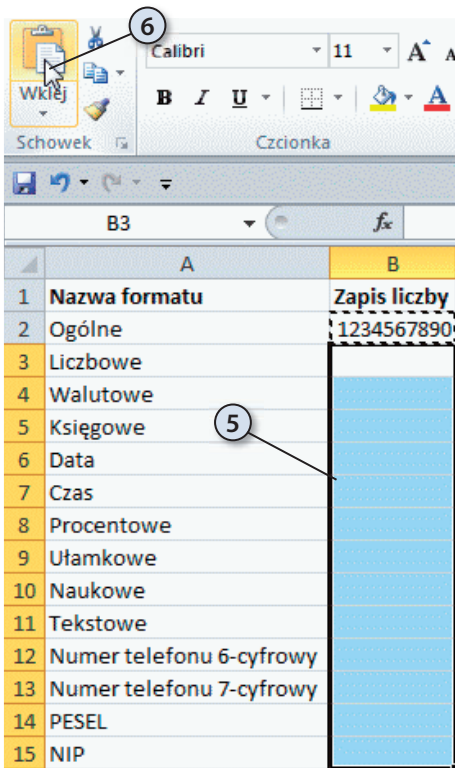 6
Calibri 11 A A
Wklej
B I U A
Schowek Czcionka
B3 fx
A B
1 Nazwa formatu Zapis liczby
2 Ogólne 1234567890
3 Liczbowe
4 Walutowe
5 Księgowe
5
6 Data
7 Czas
8 Procentowe
9 Ułamkowe
10 Naukowe
11 Tekstowe
12 Numer telefonu 6-cyfrowy
13 Numer telefonu 7-cyfrowy
14 PESEL
15 NIP